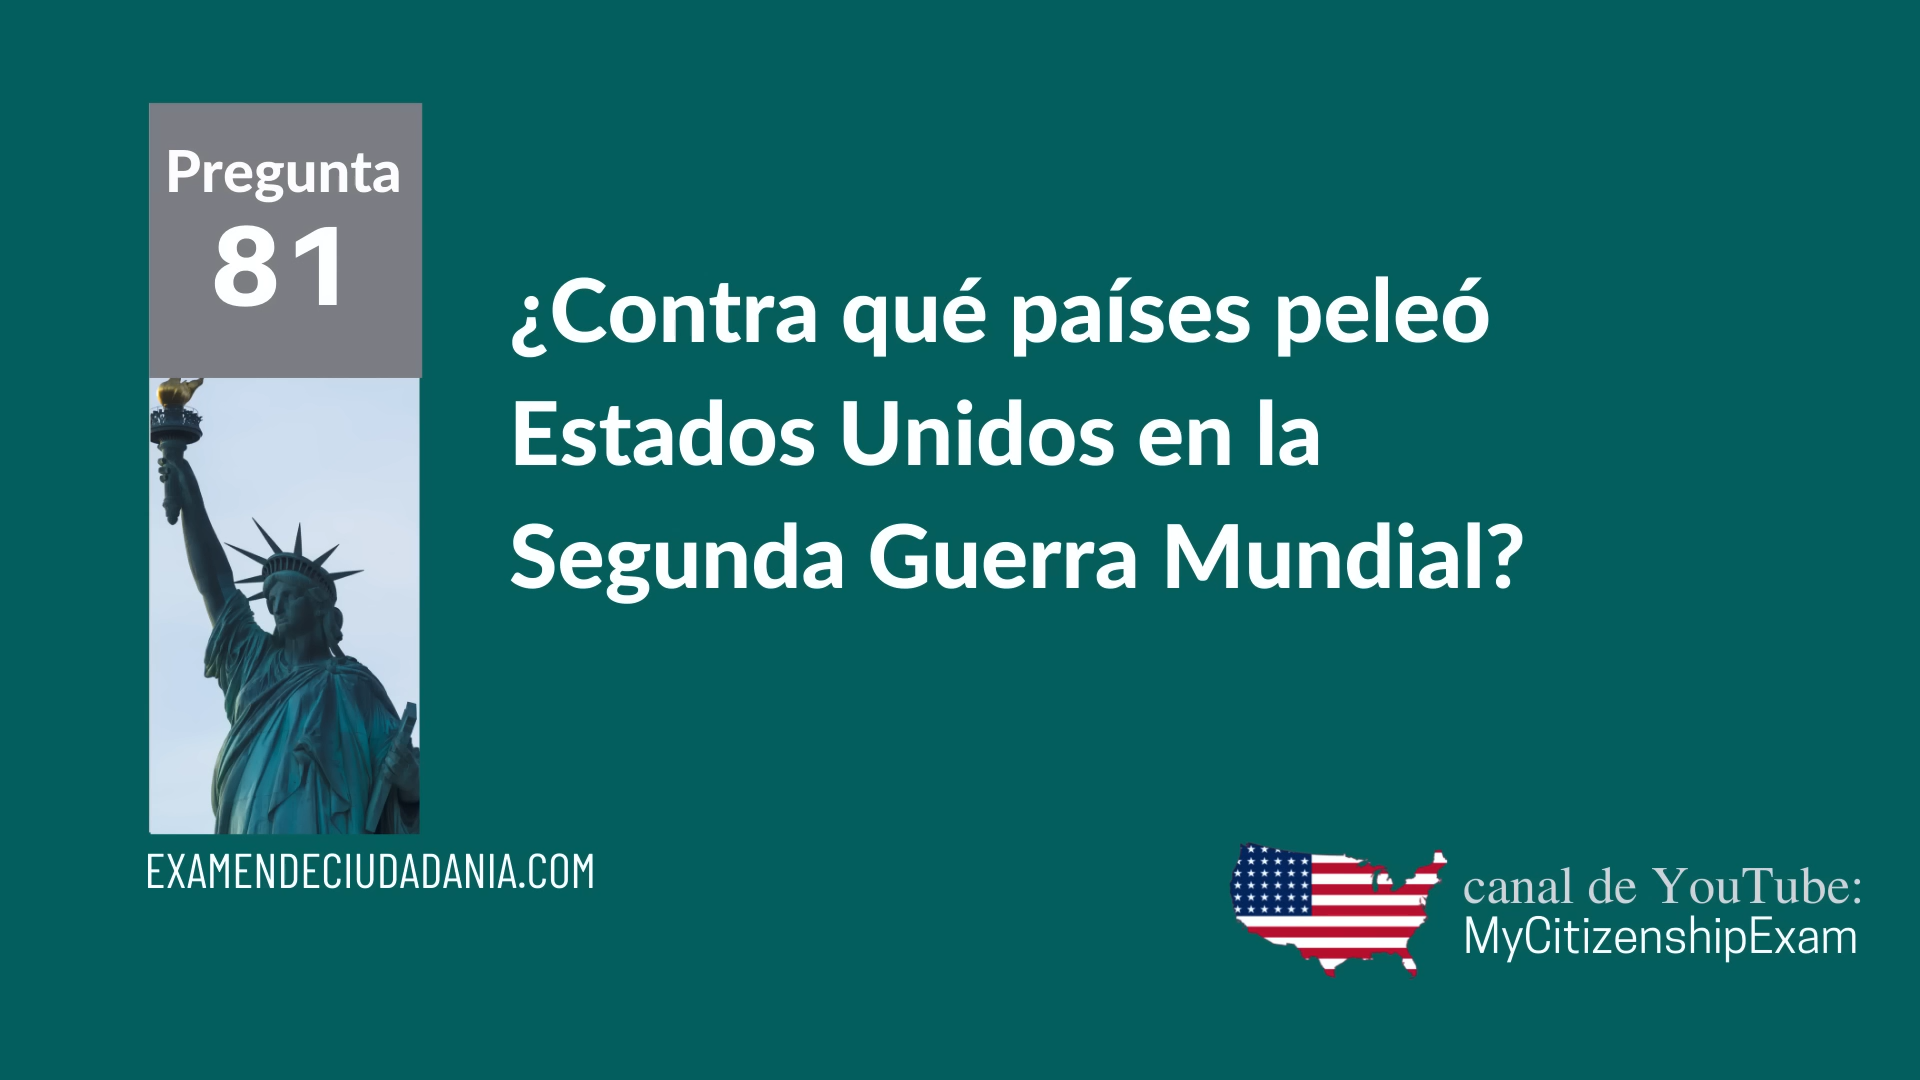 Pregunta
81
¿Contra qué países peleó
Estados Unidos en la
Segunda Guerra Mundial?
EXAMENDECIUDADANIA.COM
canal de YouTube:
MyCitizenshipExam